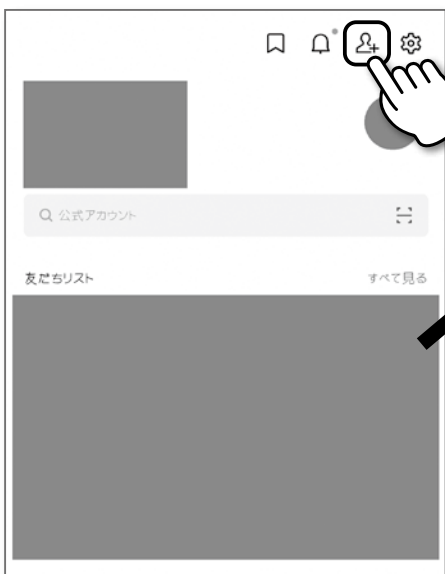 公式アカウント
友だちリスト
すべて見る